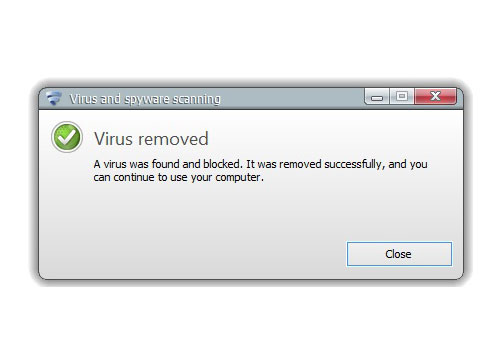 Virus and spyware scanning
Virus removed
A virus was found and blocked. It was removed successfully, and you
can continue to use your computer.
Close